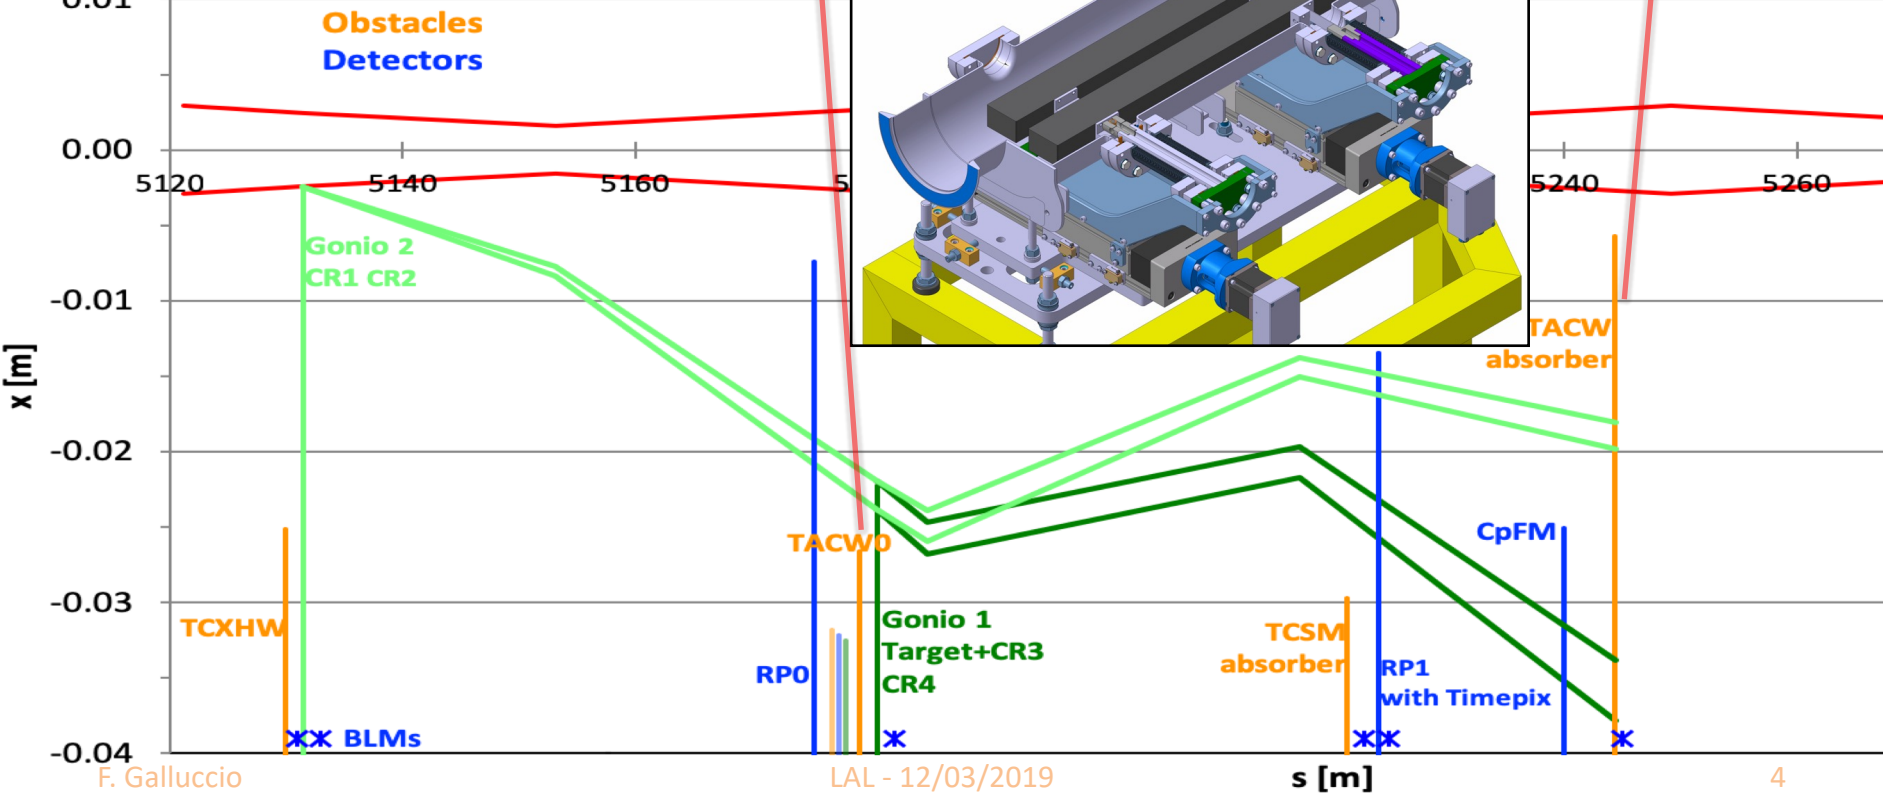 0.01
Obstacles
Detectors
0.00
5120
5140
5160
5240
5260
Gonio 2
CR1 CR2
-0.01
TACW
absorber
x [m]
-0.02
CpFM
TACW0
-0.03
TCXHW
Gonio 1
Target+CR3
CR4
TCSM
absorber
RP0
RP1
with Timepix
BLMs
-0.04
F. Galluccio
LAL - 12/03/2019
s [m]
4